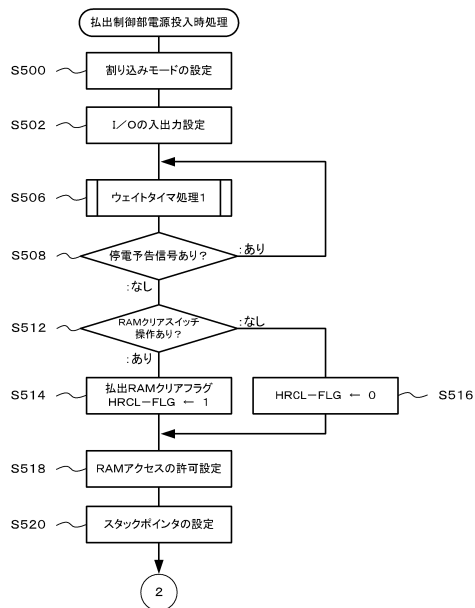 払出制御部電源投入時処理
S500
割り込みモードの設定
S502
I/Oの入出力設定
S506
ウェイトタイマ処理1
S508
停電予告信号あり?
:あり
:なし
S512
RAMクリアスイッチ
操作あり?
:なし
:あり
S514
払出RAMクリアフラグ
HRCL-FLG ← 1
HRCL-FLG ← 0
S516
S518
RAMアクセスの許可設定
S520
スタックポインタの設定
2